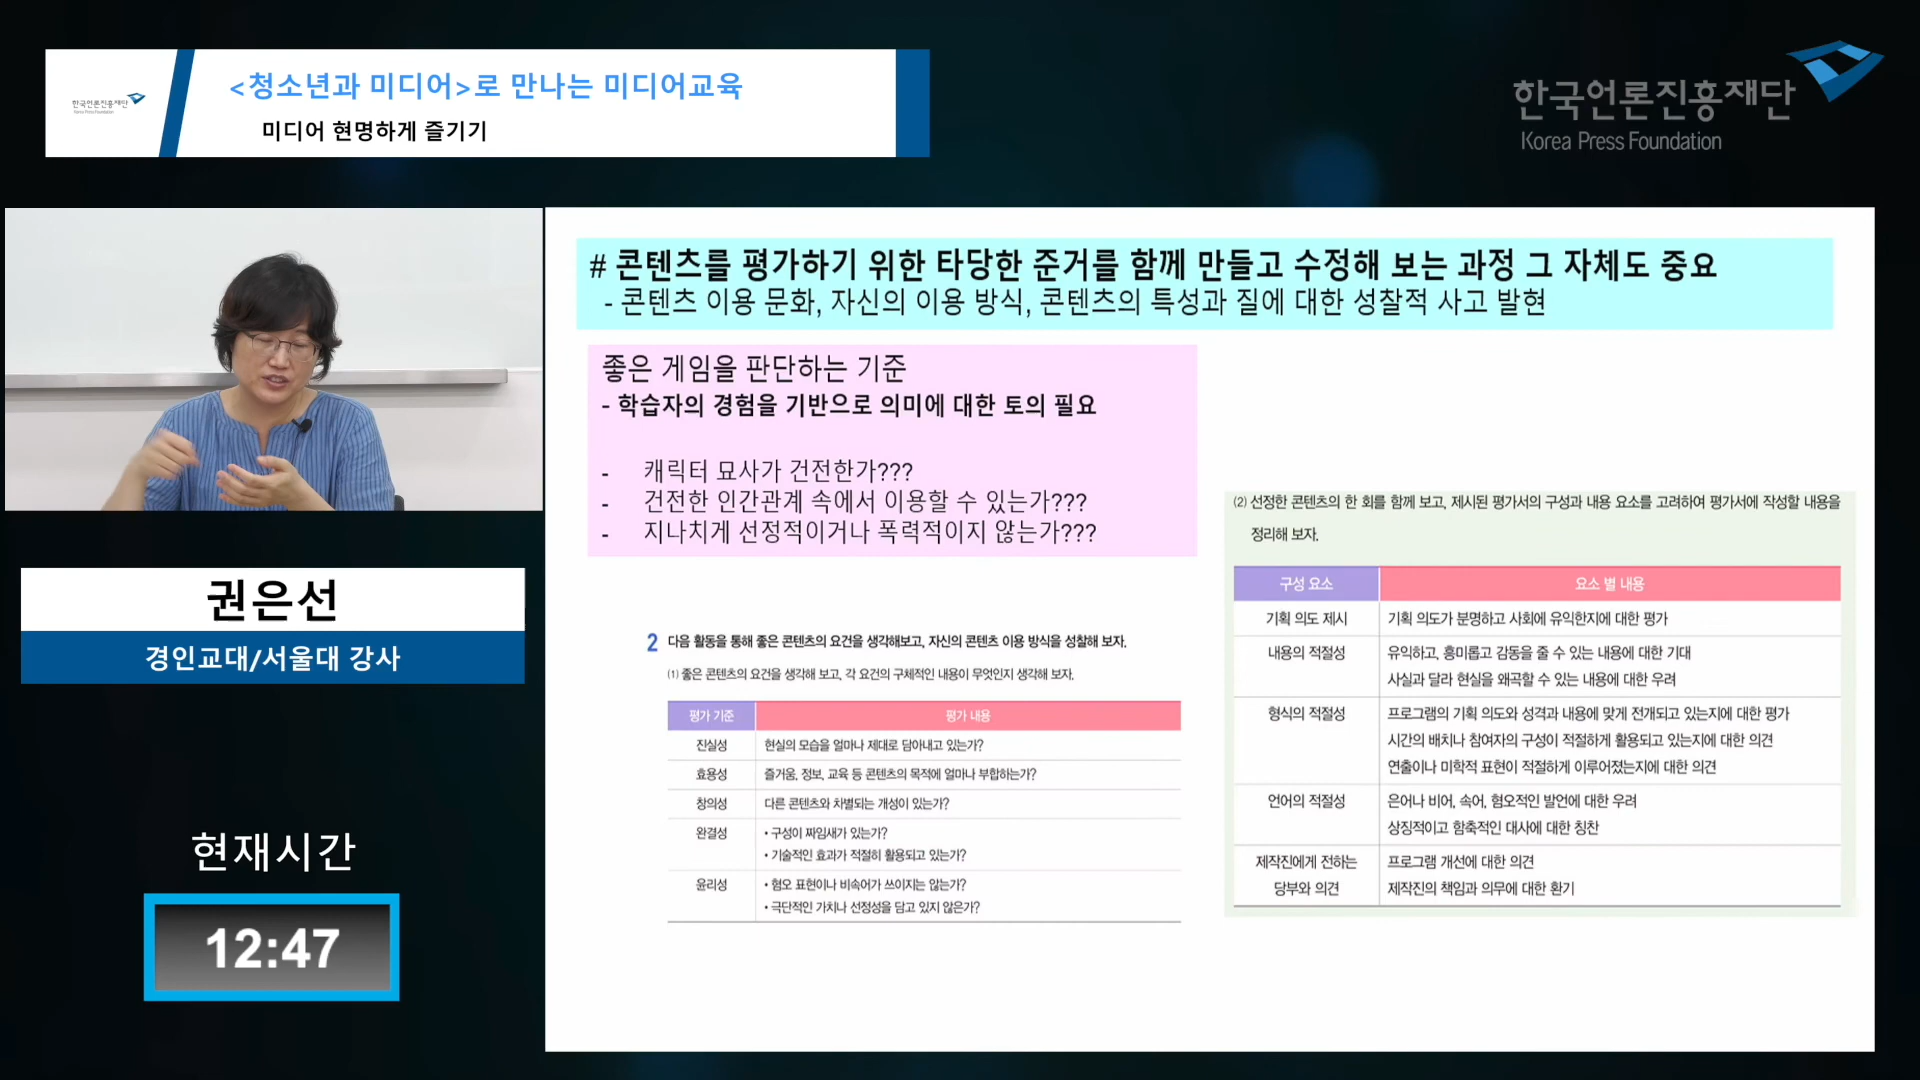 <청소년과 미디어>로 만나는 미디어교육
한국언론진흥재단
Korea Press Foundation
미디어 현명하게 즐기기
한국언론진흥재단
Korea Press Foundation
# 콘텐츠를 평가하기 위한 타당한 준거를 함께 만들고 수정해 보는 과정 그 자체도 중요
- 콘텐츠 이용 문화, 자신의 이용 방식, 콘텐츠의 특성과 질에 대한 성찰적 사고 발현
좋은 게임을 판단하는 기준
- 학습자의 경험을 기반으로 의미에 대한 토의 필요
- 캐릭터 묘사가 건전한가???
- 건전한 인간관계 속에서 이용할 수 있는가???
- 지나치게 선정적이거나 폭력적이지 않는가???
2 다음 활동을 통해 좋은 콘텐츠의 요건을 생각해보고, 자신의 콘텐츠 이용 방식을 성찰해 보자.
(1) 좋은 콘텐츠의 요건을 생각해 보고, 각 요건의 구체적인 내용이 무엇인지 생각해 보자.
평가 기준 평가 내용
진실성 현실의 모습을 얼마나 제대로 담아내고 있는가?
효용성 즐거움, 정보, 교육 등 콘텐츠의 목적에 얼마나 부합하는가?
창의성 다른 콘텐츠와 차별되는 개성이 있는가?
완결성 • 구성이 짜임새가 있는가?
• 기술적인 효과가 적절히 활용되고 있는가?
윤리성 • 혐오 표현이나 비속어가 쓰이지는 않는가?
• 극단적인 가치나 선정성을 담고 있지 않은가?
(2) 선정한 콘텐츠의 한 회를 함께 보고, 제시된 평가서의 구성과 내용 요소를 고려하여 평가서에 작성할 내용을
정리해 보자.
구성 요소 요소 별 내용
기획 의도 제시 기획 의도가 분명하고 사회에 유익한지에 대한 평가
내용의 적절성 유익하고, 흥미롭고 감동을 줄 수 있는 내용에 대한 기대
사실과 달라 현실을 왜곡할 수 있는 내용에 대한 우려
형식의 적절성 프로그램의 기획 의도와 성격과 내용에 맞게 전개되고 있는지에 대한 평가
시간의 배치나 참여자의 구성이 적절하게 활용되고 있는지에 대한 의견
연출이나 미학적 표현이 적절하게 이루어졌는지에 대한 의견
언어의 적절성 은어나 비어, 속어, 혐오적인 발언에 대한 우려
상징적이고 함축적인 대사에 대한 칭찬
제작진에게 전하는 프로그램 개선에 대한 의견
당부와 의견 제작진의 책임과 의무에 대한 환기
권은선
경인교대/서울대 강사
현재시간
12:47